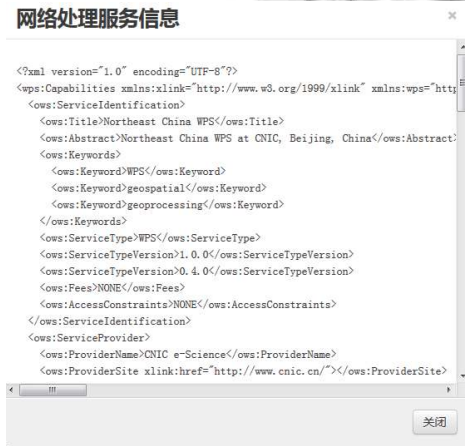 网络处理服务信息
×
<?xml version="1.0" encoding="UTF-8"?>
<wps:Capabilities xmlns:xlink="http://www.w3.org/1999/xlink" xmlns:wps="http
<ows:ServiceIdentification>
<ows:Title>Northeast China WPS</ows:Title>
<ows:Abstract>Northeast China WPS at CNIC, Beijing, China</ows:Abstract>
<ows:Keywords>
<ows:Keyword>WPS</ows:Keyword>
<ows:Keyword>geospatial</ows:Keyword>
<ows:Keyword>geoprocessing</ows:Keyword>
</ows:Keywords>
<ows:ServiceType>WPS</ows:ServiceType>
<ows:ServiceTypeVersion>1.0.0</ows:ServiceTypeVersion>
<ows:ServiceTypeVersion>0.4.0</ows:ServiceTypeVersion>
<ows:Fees>NONE</ows:Fees>
<ows:AccessConstraints>NONE</ows:AccessConstraints>
</ows:ServiceIdentification>
<ows:ServiceProvider>
<ows:ProviderName>CNIC e-Science</ows:ProviderName>
<ows:ProviderSite xlink:href="http://www.cnic.cn/"></ows:ProviderSite>
关闭